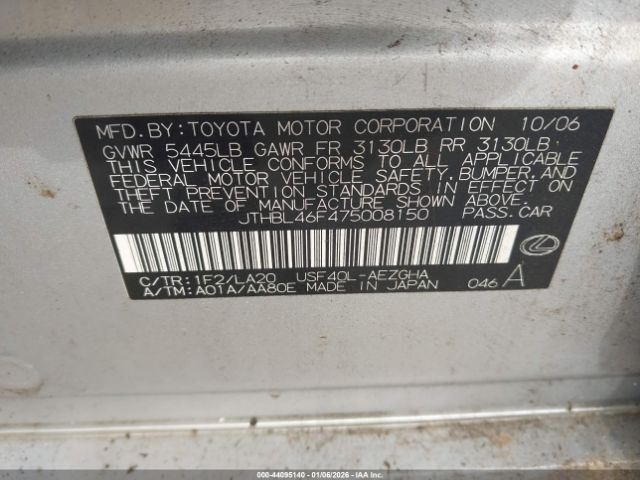 MFD.BY:TOYOTA MOTOR CORPORATION 10/06
GVWR 5445LB GAWR FR 3130LB RR 3130LB
THIS VEHICLE CONFORMS TO ALL APPLICABLE
FEDERAL MOTOR VEHICLE SAFETY,BUMPER,AND
THEFT PREVENTION STANDARDS IN EFFECT ON
THE DATE OF MANUFACTURE SHOWN ABOVE.
JTHBL46F475008150 PASS.CAR
C/TR:1F2/LA20 USF40L-AEZGHA
A/TM:A01A/AA80E MADE IN JAPAN 046 A
000-44095140 - 01/06/2026 - IAAI.COM